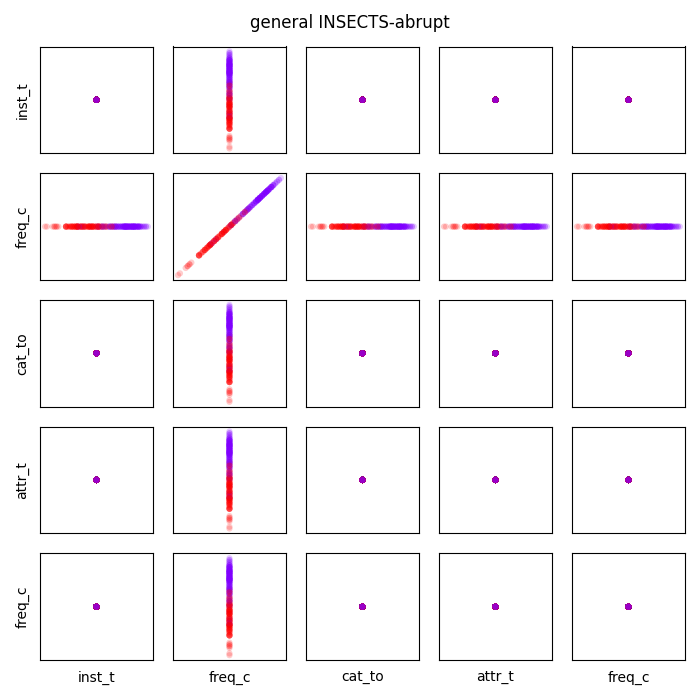 general INSECTS-abrupt
inst_t
freq_c
cat_to
attr_t
freq_c
inst_t freq_c cat_to attr_t freq_c